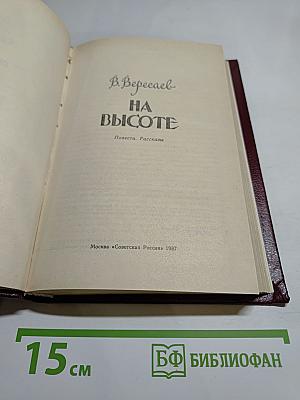 В. Вересаев
НА
ВЫСОТЕ
Повести. Рассказы
Москва «Советская Россия» 1987
15 см
БФ БИБЛИОФАН